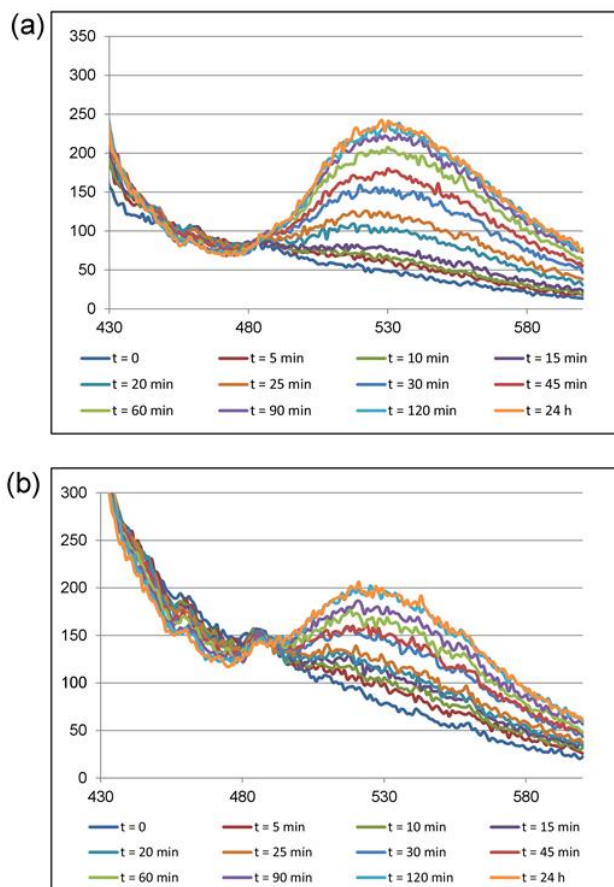 (a)
350
300
250
200
150
100
50
0
430 480 530 580
t = 0 t = 5 min t = 10 min t = 15 min
t = 20 min t = 25 min t = 30 min t = 45 min
t = 60 min t = 90 min t = 120 min t = 24 h
(b)
300
250
200
150
100
50
0
430 480 530 580
t = 0 t = 5 min t = 10 min t = 15 min
t = 20 min t = 25 min t = 30 min t = 45 min
t = 60 min t = 90 min t = 120 min t = 24 h